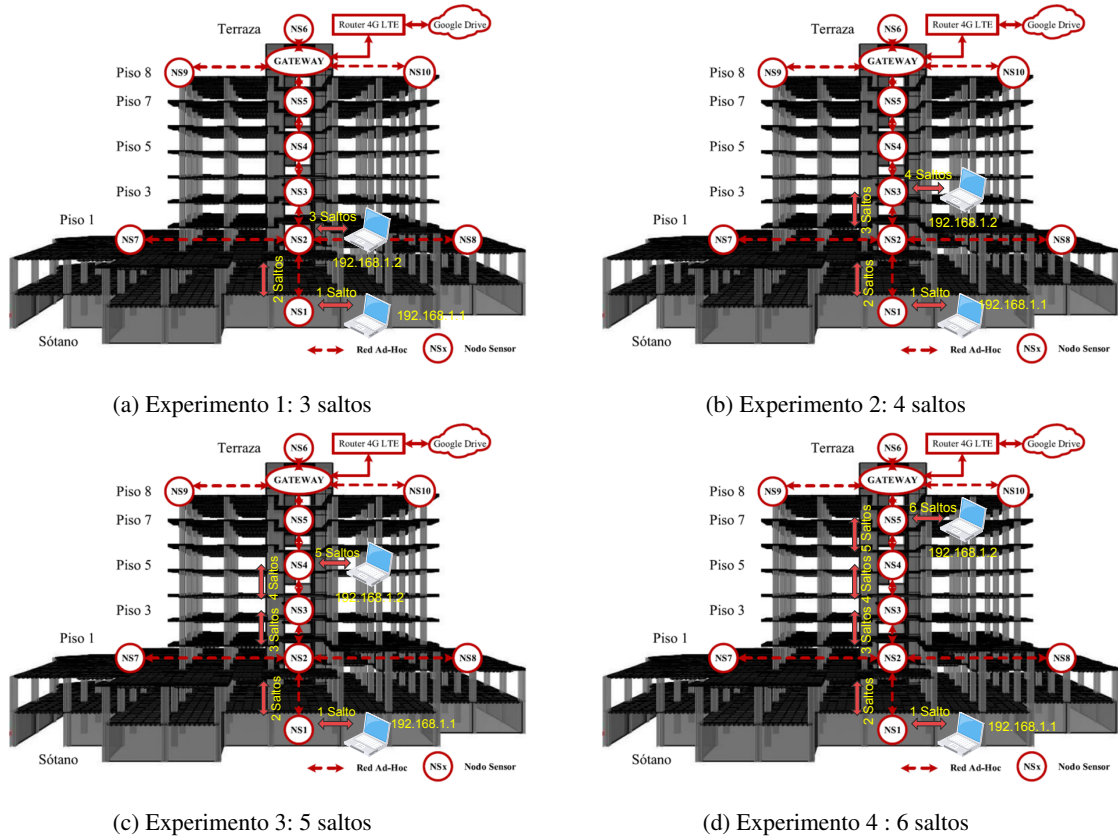 Terraza
NS6
Router 4G LTE
Google Drive
GATEWAY
Piso 8
NS9
NS10
Piso 7
NS5
Piso 5
NS4
Piso 3
NS3
Piso 1
3 Saltos
NS7
NS2
NS8
192.168.1.2
2 Saltos
1 Salto
NS1
192.168.1.1
Sótano
Red Ad-Hoc
NSx
Nodo Sensor
(a) Experimento 1: 3 saltos
Terraza
NS6
Router 4G LTE
Google Drive
GATEWAY
Piso 8
NS9
NS10
Piso 7
NS5
Piso 5
NS4
4 Saltos
Piso 3
NS3
3 Saltos
192.168.1.2
Piso 1
NS7
NS2
NS8
2 Saltos
1 Salto
NS1
192.168.1.1
Sótano
Red Ad-Hoc
NSx
Nodo Sensor
(b) Experimento 2: 4 saltos
Terraza
NS6
Router 4G LTE
Google Drive
GATEWAY
Piso 8
NS9
NS10
Piso 7
NS5
5 Saltos
Piso 5
NS4
4 Saltos
192.168.1.2
Piso 3
NS3
3 Saltos
Piso 1
NS7
NS2
NS8
2 Saltos
1 Salto
NS1
192.168.1.1
Sótano
Red Ad-Hoc
NSx
Nodo Sensor
(c) Experimento 3: 5 saltos
Terraza
NS6
Router 4G LTE
Google Drive
GATEWAY
Piso 8
NS9
NS10
6 Saltos
Piso 7
NS5
5 Saltos
192.168.1.2
Piso 5
NS4
4 Saltos
Piso 3
NS3
3 Saltos
Piso 1
NS7
NS2
NS8
2 Saltos
1 Salto
NS1
192.168.1.1
Sótano
Red Ad-Hoc
NSx
Nodo Sensor
(d) Experimento 4 : 6 saltos